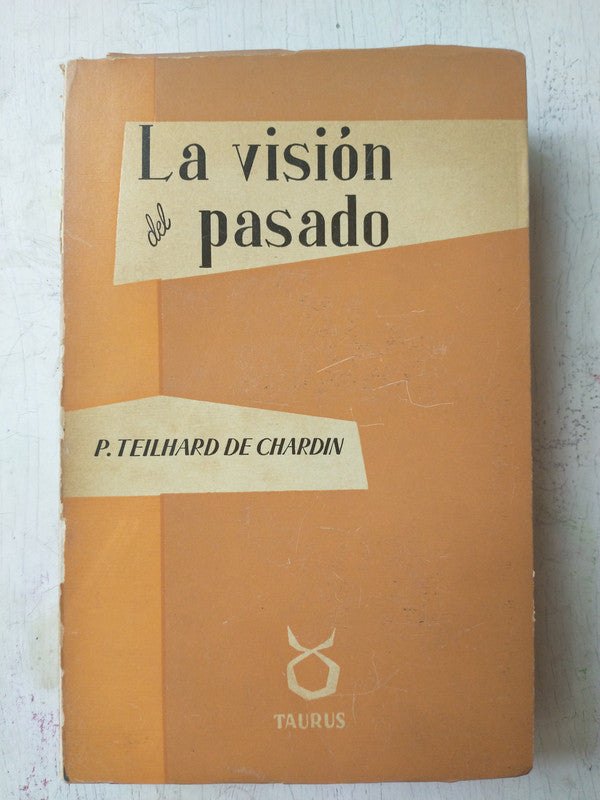 La visión
del pasado
P. TEILHARD DE CHARDIN
TAURUS